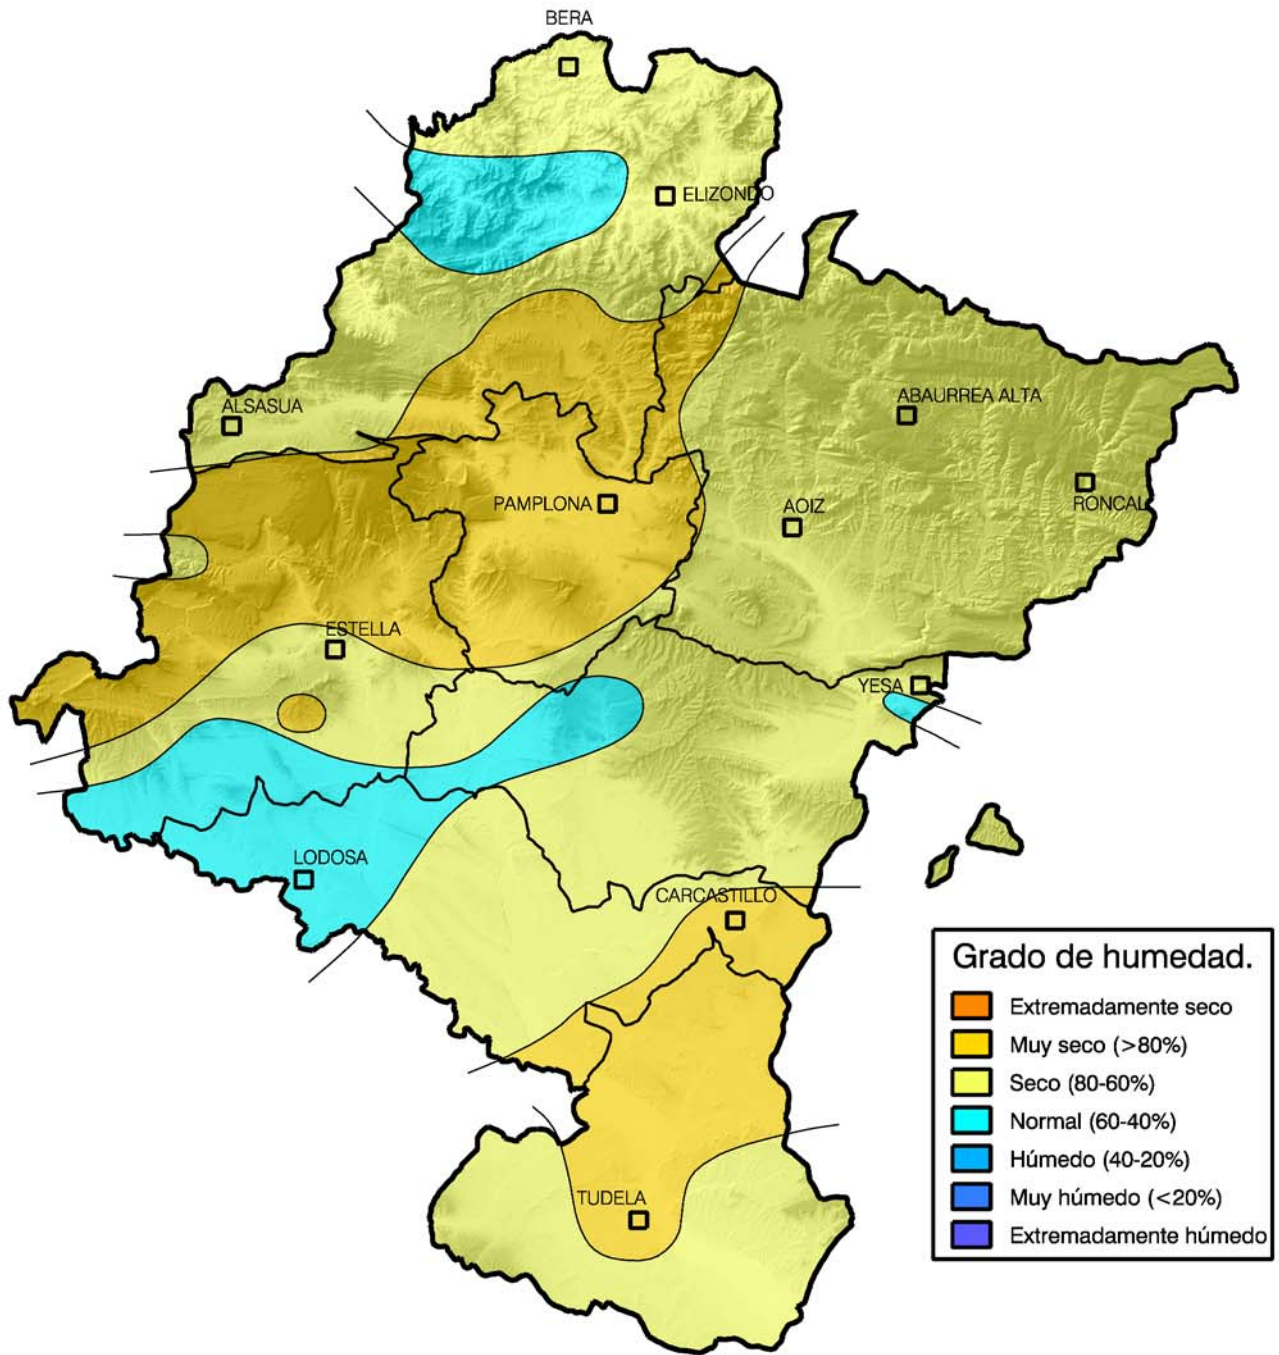 BERA
ELIZONDO
ALSASUA
ABAURREA ALTA
PAMPLONA
AOIZ
RONCAL
ESTELLA
YESA
LODOSA
CARCASTILLO
TUDELA
Grado de humedad.
Extremadamente seco
Muy seco (>80%)
Seco (80-60%)
Normal (60-40%)
Húmedo (40-20%)
Muy húmedo (<20%)
Extremadamente húmedo